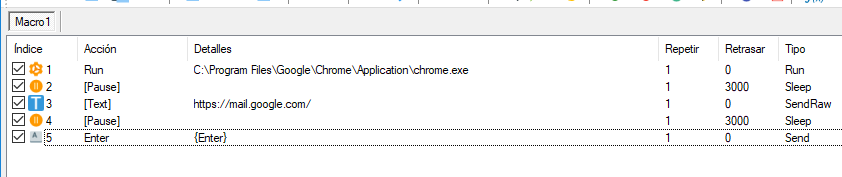 Macro1
Índice Acción Detalles Repetir Retrasar Tipo
1 Run C:\Program Files\Google\Chrome\Application\chrome.exe 1 0 Run
2 [Pause] 1 3000 Sleep
3 [Text] https://mail.google.com/ 1 0 SendRaw
4 [Pause] 1 3000 Sleep
5 Enter {Enter} 1 0 Send